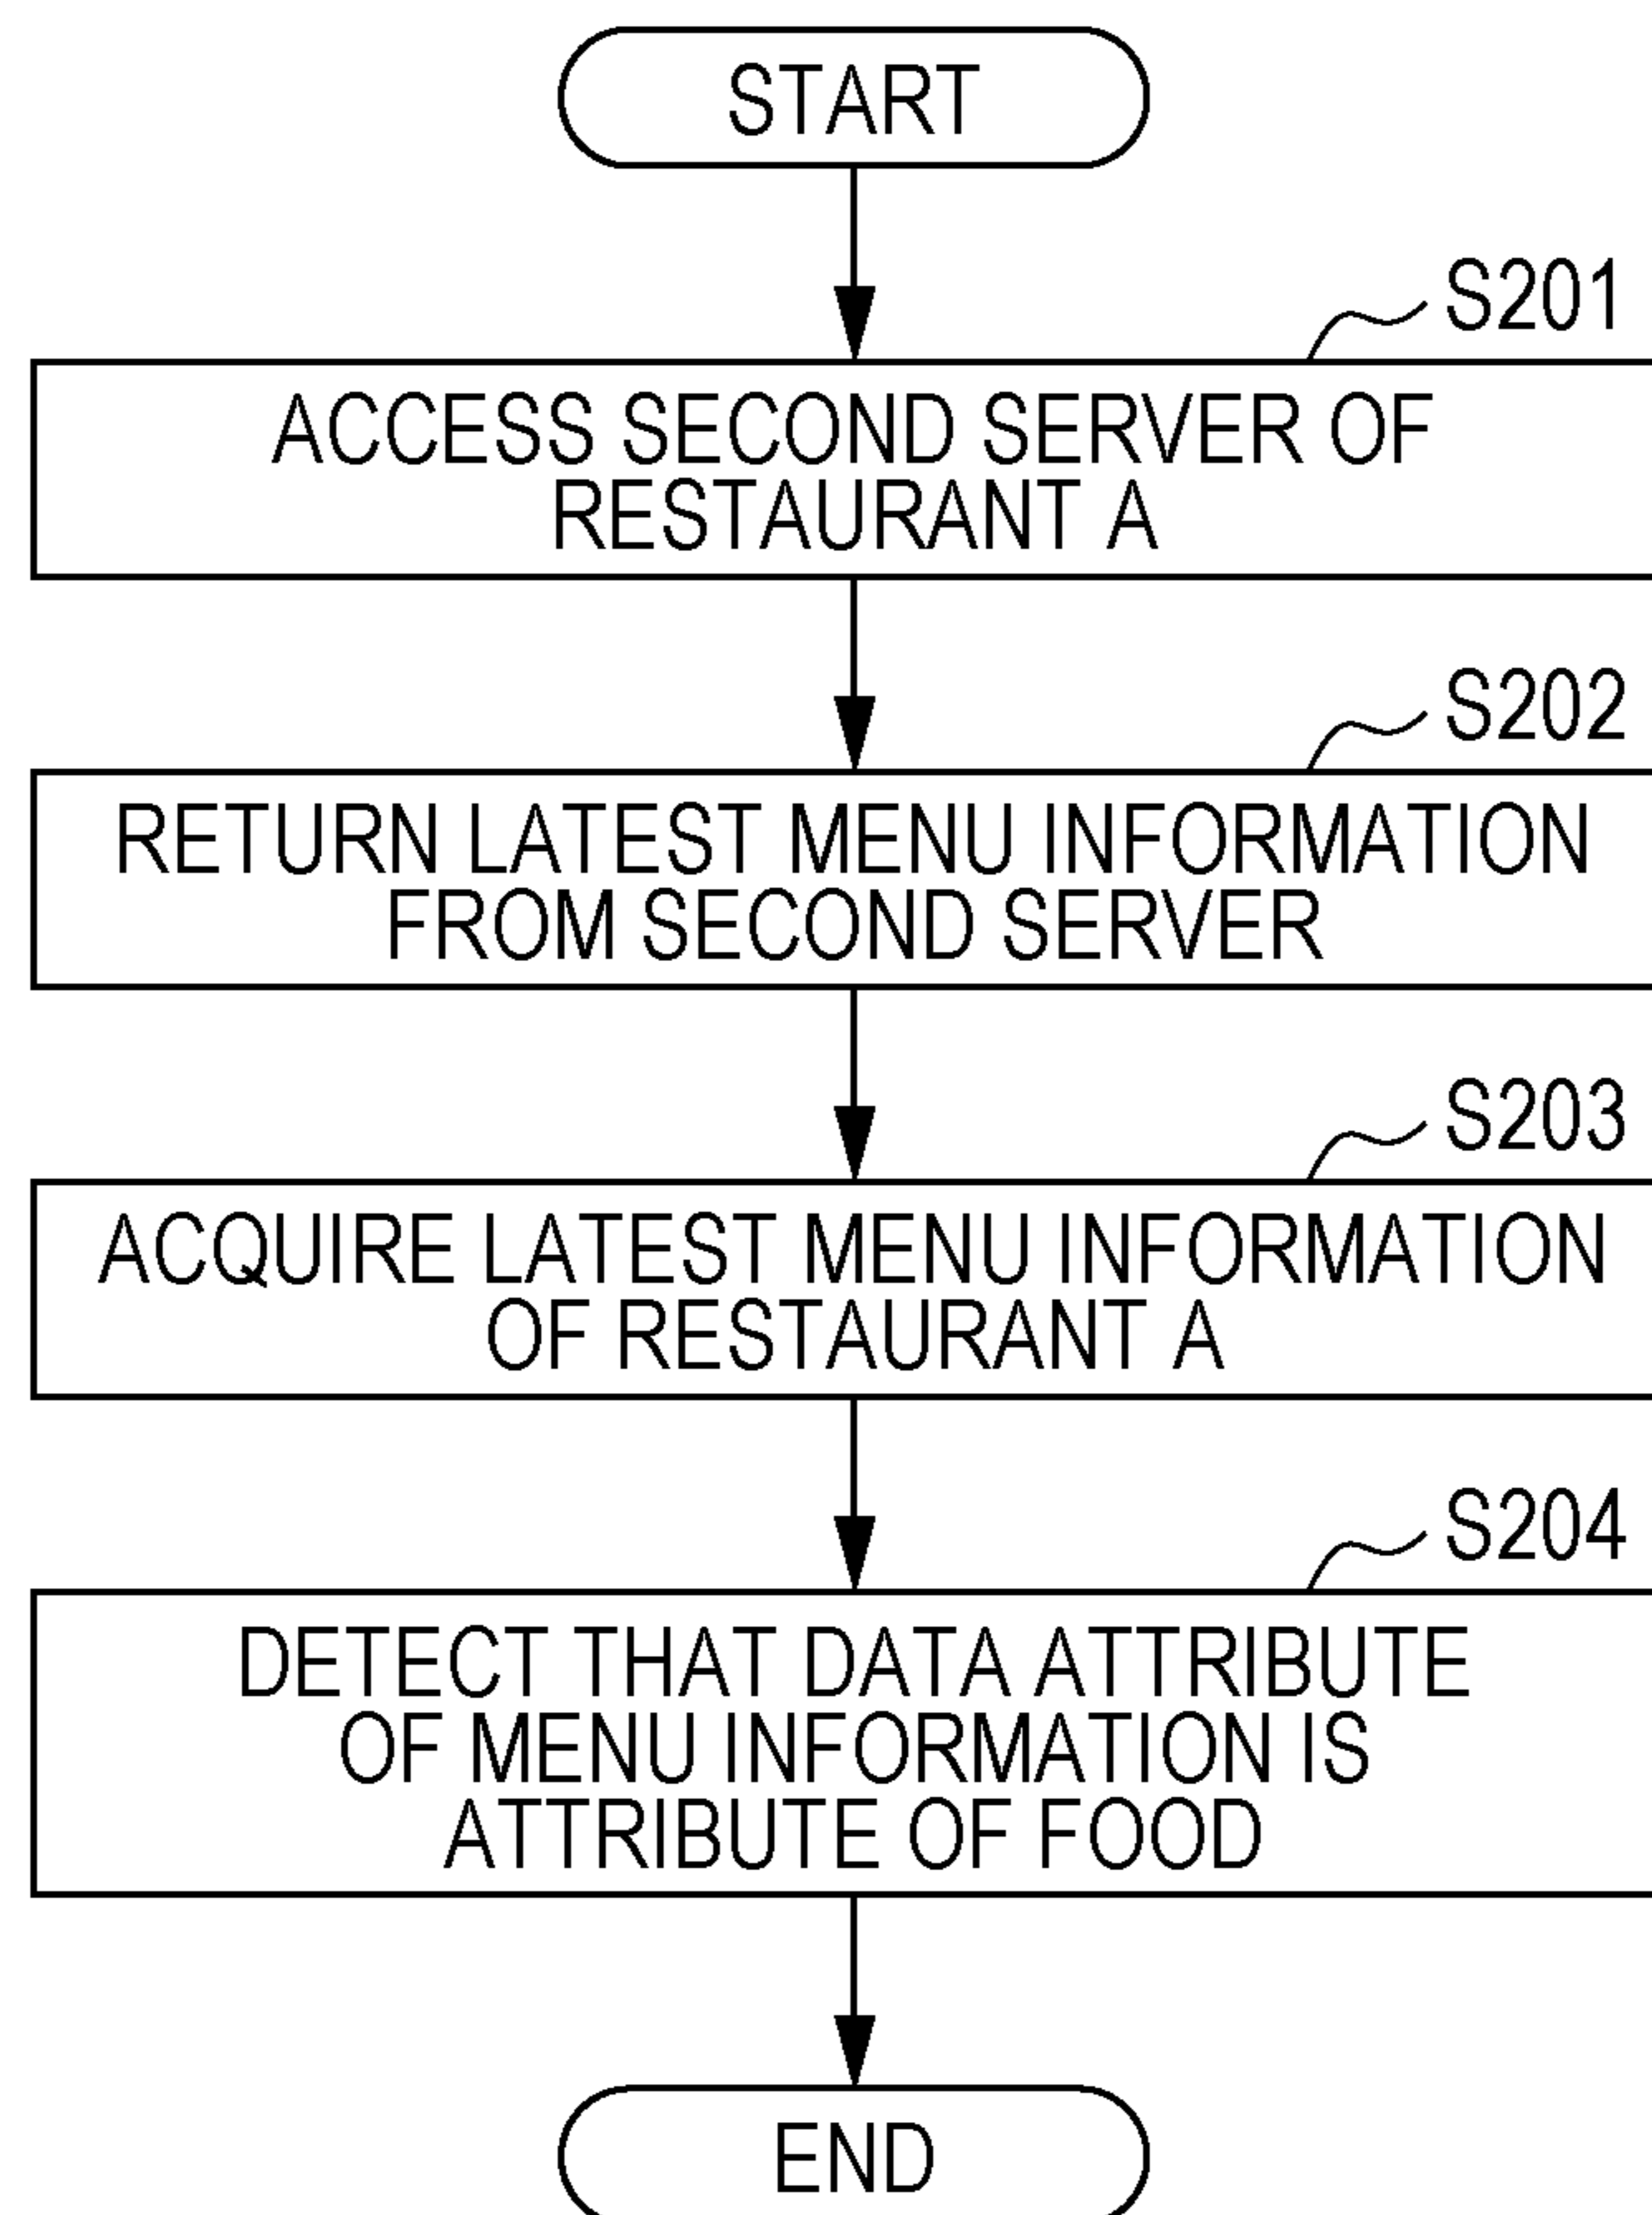 START
S201
ACCESS SECOND SERVER OF
RESTAURANT A
S202
RETURN LATEST MENU INFORMATION
FROM SECOND SERVER
S203
ACQUIRE LATEST MENU INFORMATION
OF RESTAURANT A
S204
DETECT THAT DATA ATTRIBUTE
OF MENU INFORMATION IS
ATTRIBUTE OF FOOD
END